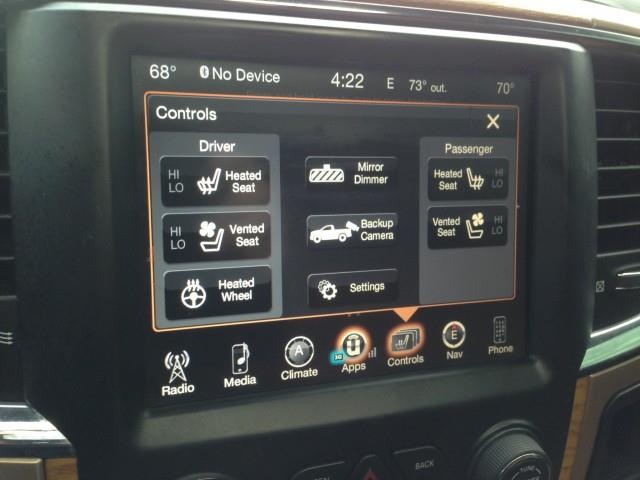 68° No Device 4:22 E 73° out. 70°
Controls X
Driver
HI LO Heated Seat
HI LO Vented Seat
Heated Wheel
Mirror Dimmer
Backup Camera
Settings
Passenger
Heated Seat HI LO
Vented Seat HI LO
Radio Media A Climate U 3G Apps Controls E Nav Phone
BACK
TUNE